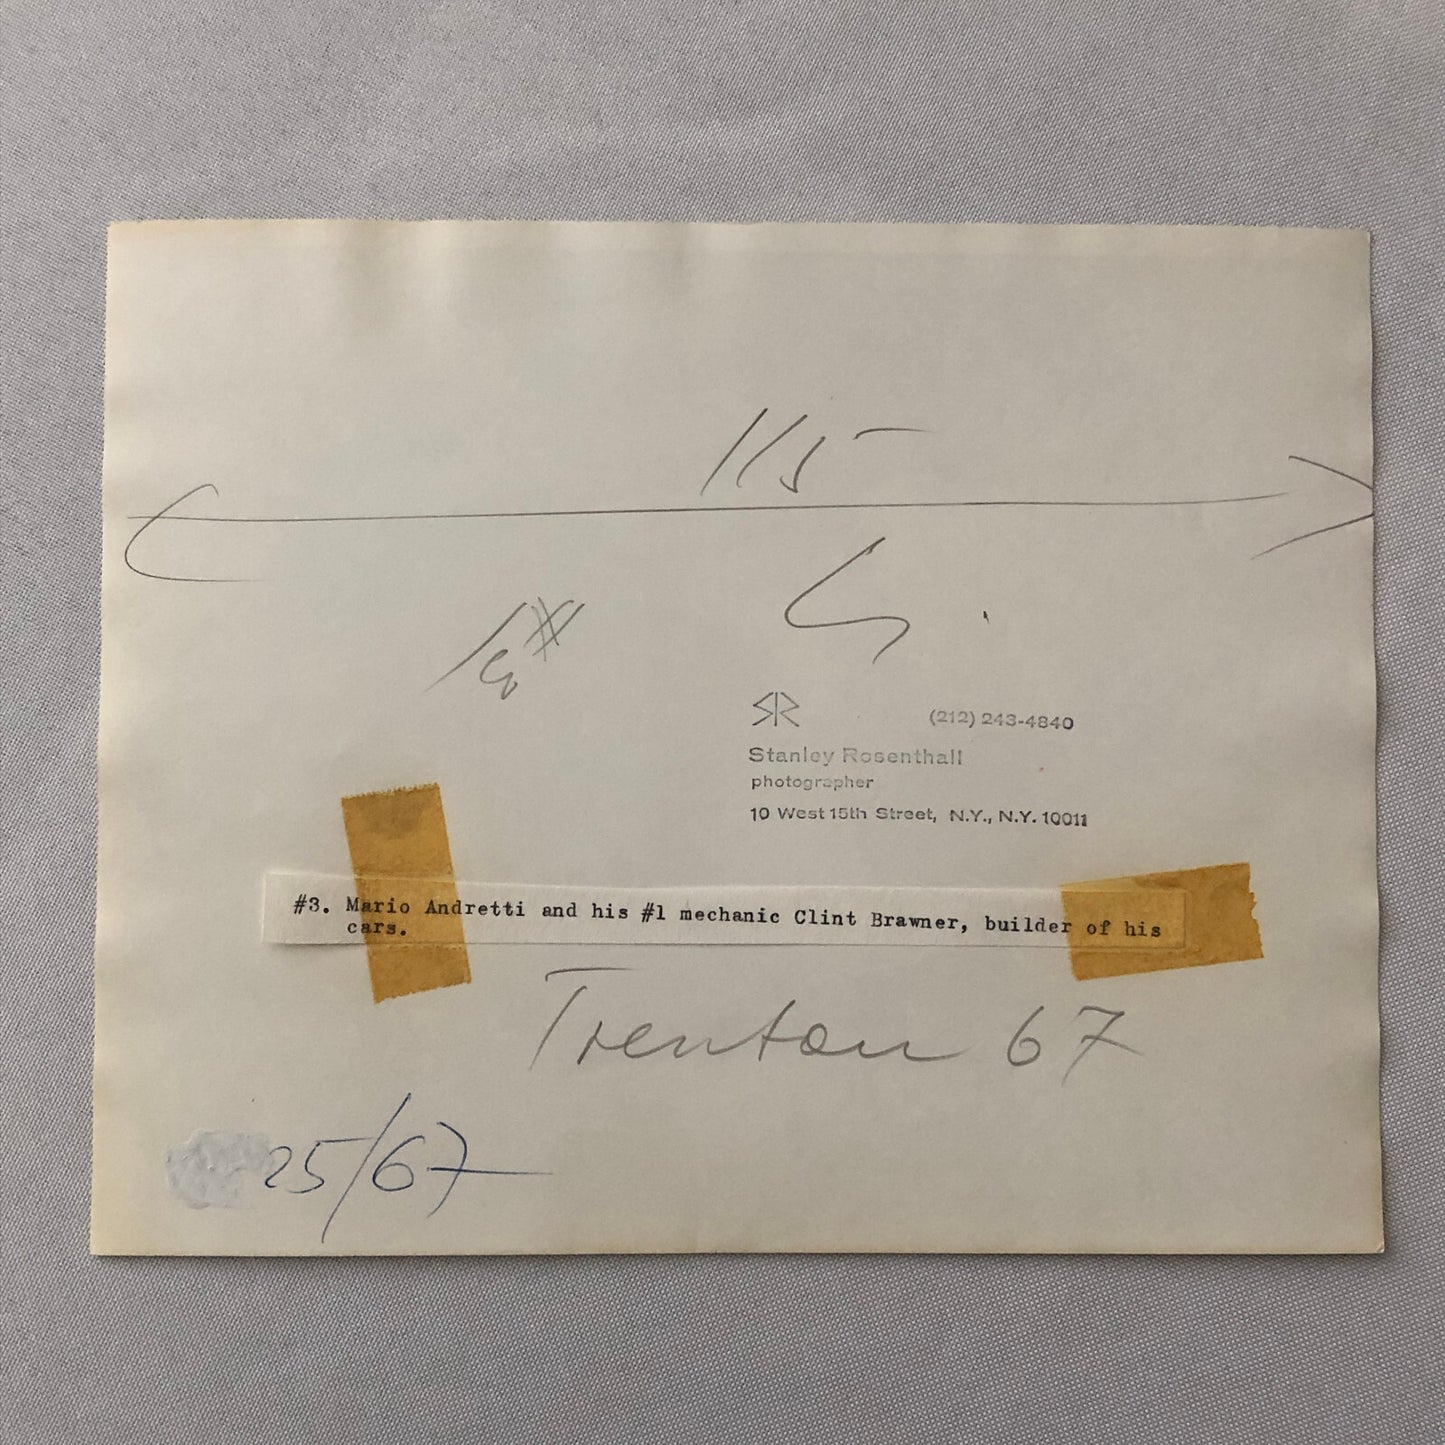 115
SR
(212) 243-4840
Stanley Rosenthall
photographer
10 West 15th Street, N.Y., N.Y. 10011
#3. Mario Andretti and his #1 mechanic Clint Brawner, builder of his
cars.
Trenton 67
25/67